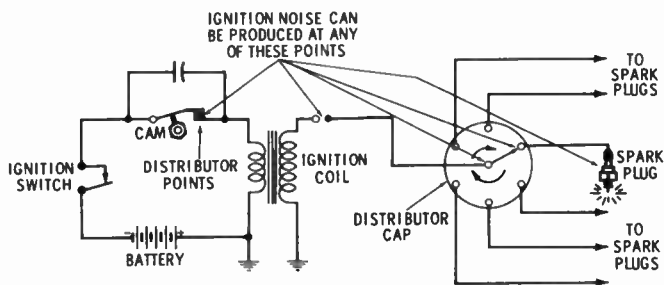 IGNITION NOISE CAN
BE PRODUCED AT ANY
OF THESE POINTS
TO
SPARK
PLUGS
CAM
DISTRIBUTOR
POINTS
IGNITION
COIL
IGNITION
SWITCH
SPARK
PLUG
DISTRIBUTOR
CAP
BATTERY
TO
SPARK
PLUGS